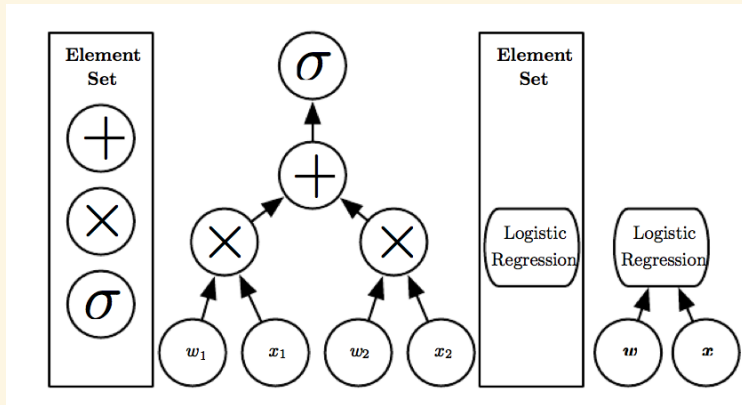 Element
Set
+
×
σ
σ
+
×
×
w₁
x₁
w₂
x₂
Element
Set
Logistic
Regression
Logistic
Regression
w
x